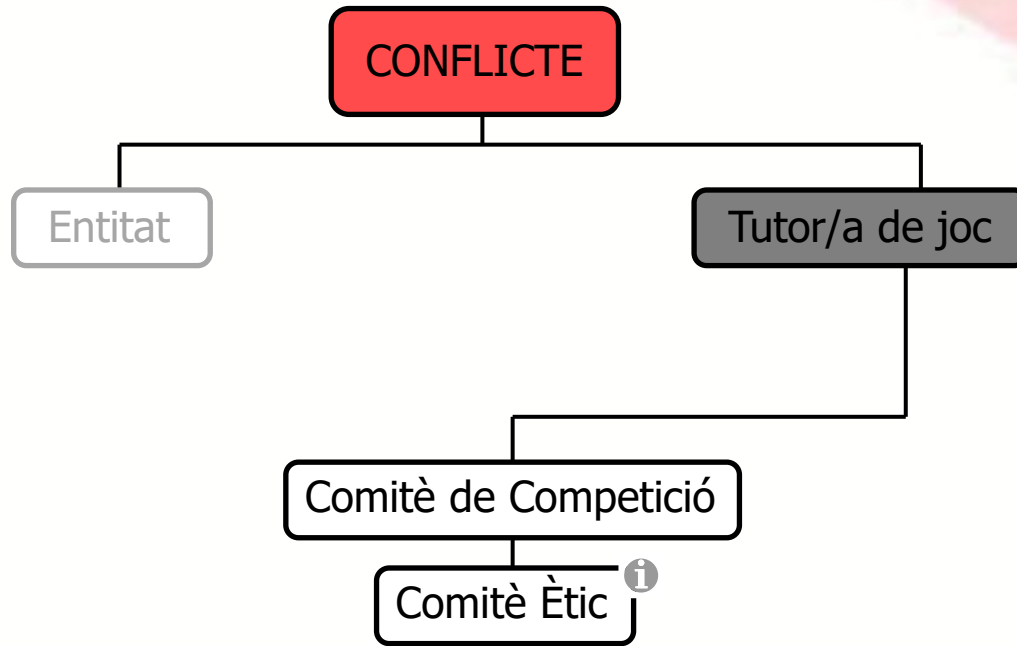 CONFLICTE
Entitat
Tutor/a de joc
Comitè de Competició
Comitè Ètic